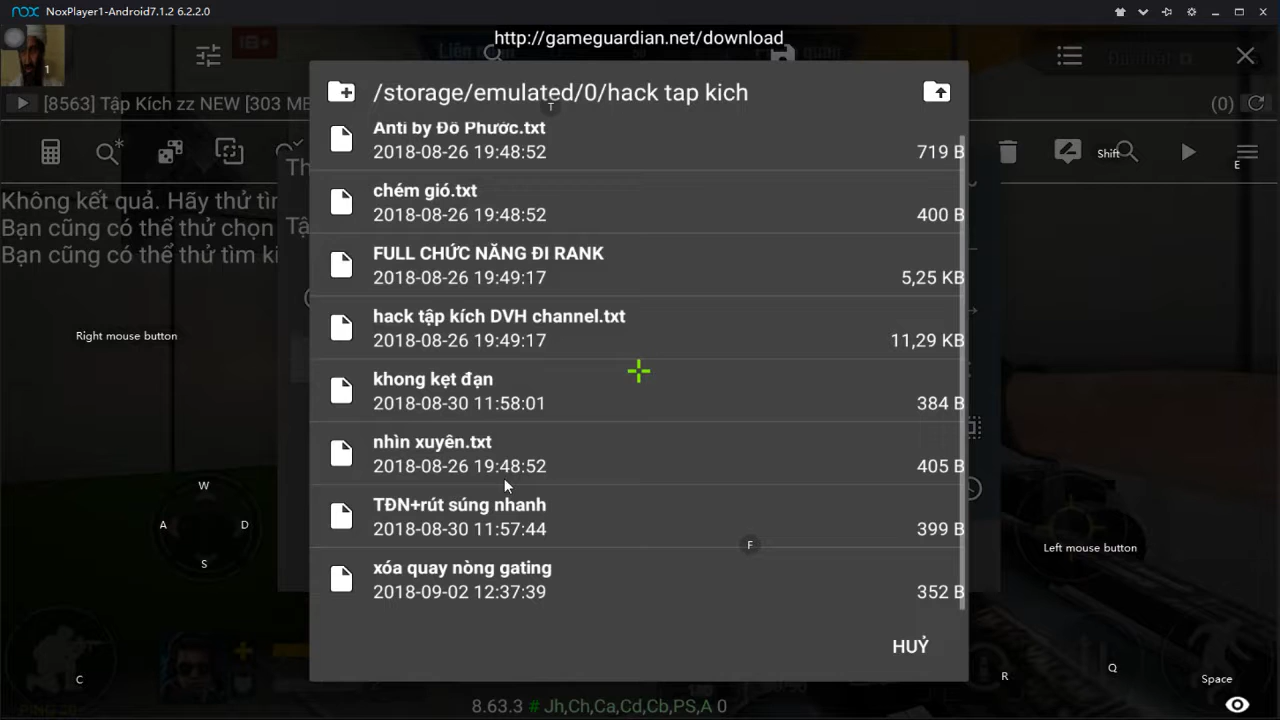 nox NoxPlayer1-Android7.1.2 6.2.2.0
http://gameguardian.net/download
1
/storage/emulated/0/hack tap kich
T
[8563] Tập Kích zz NEW [303 ME
(0)
Anti by Đô Phước.txt
2018-08-26 19:48:52
719 B
Shift
E
chém gió.txt
2018-08-26 19:48:52
400 B
Không kết quả. Hãy thử tìn
Bạn cũng có thể thử chọn
Bạn cũng có thể thử tìm ki
FULL CHỨC NĂNG ĐI RANK
2018-08-26 19:49:17
5,25 KB
hack tập kích DVH channel.txt
2018-08-26 19:49:17
11,29 KB
Right mouse button
khong kẹt đạn
2018-08-30 11:58:01
384 B
nhìn xuyên.txt
2018-08-26 19:48:52
405 B
W
A
D
S
TĐN+rút súng nhanh
2018-08-30 11:57:44
399 B
F
Left mouse button
xóa quay nòng gating
2018-09-02 12:37:39
352 B
HUỶ
C
R
Q
Space
8.63.3 # Jh,Ch,Ca,Cd,Cb,PS,A 0